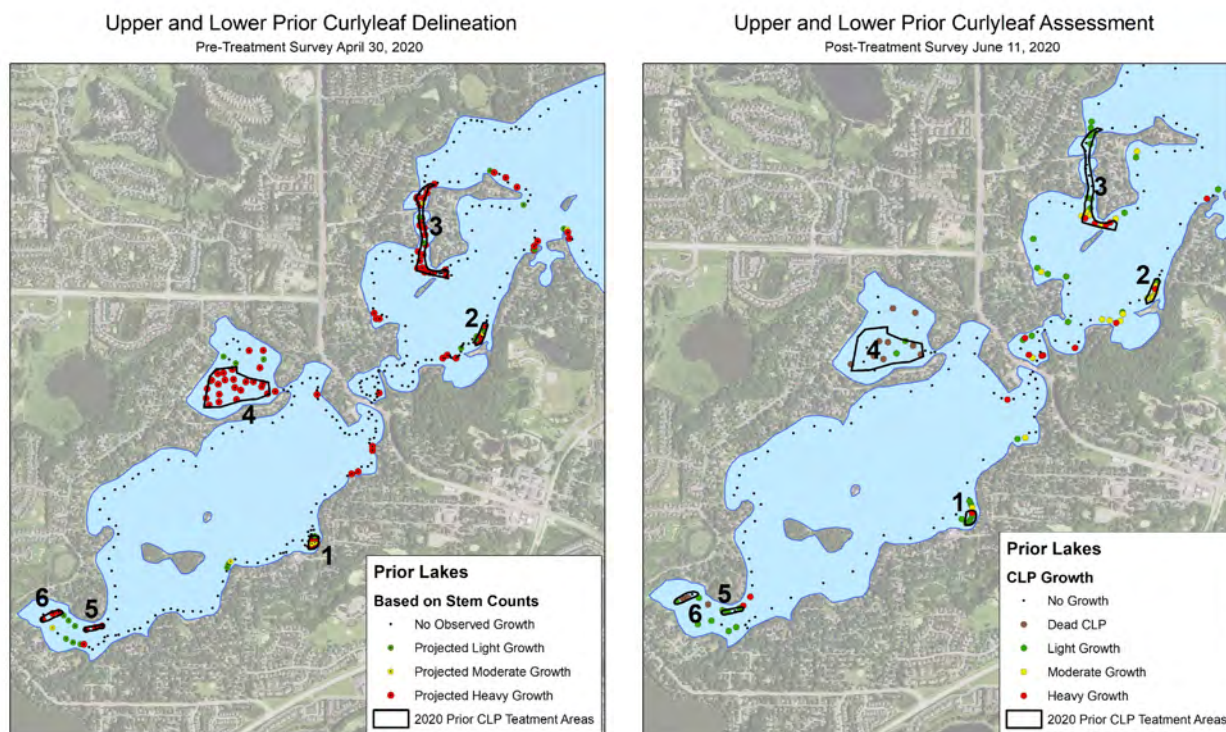 Upper and Lower Prior Curlyleaf Delineation
Pre-Treatment Survey April 30, 2020
3
2
4
1
6
5
Prior Lakes
Based on Stem Counts
No Observed Growth
Projected Light Growth
Projected Moderate Growth
Projected Heavy Growth
2020 Prior CLP Teatment Areas
Upper and Lower Prior Curlyleaf Assessment
Post-Treatment Survey June 11, 2020
3
2
4
1
5
6
Prior Lakes
CLP Growth
No Growth
Dead CLP
Light Growth
Moderate Growth
Heavy Growth
2020 Prior CLP Teatment Areas